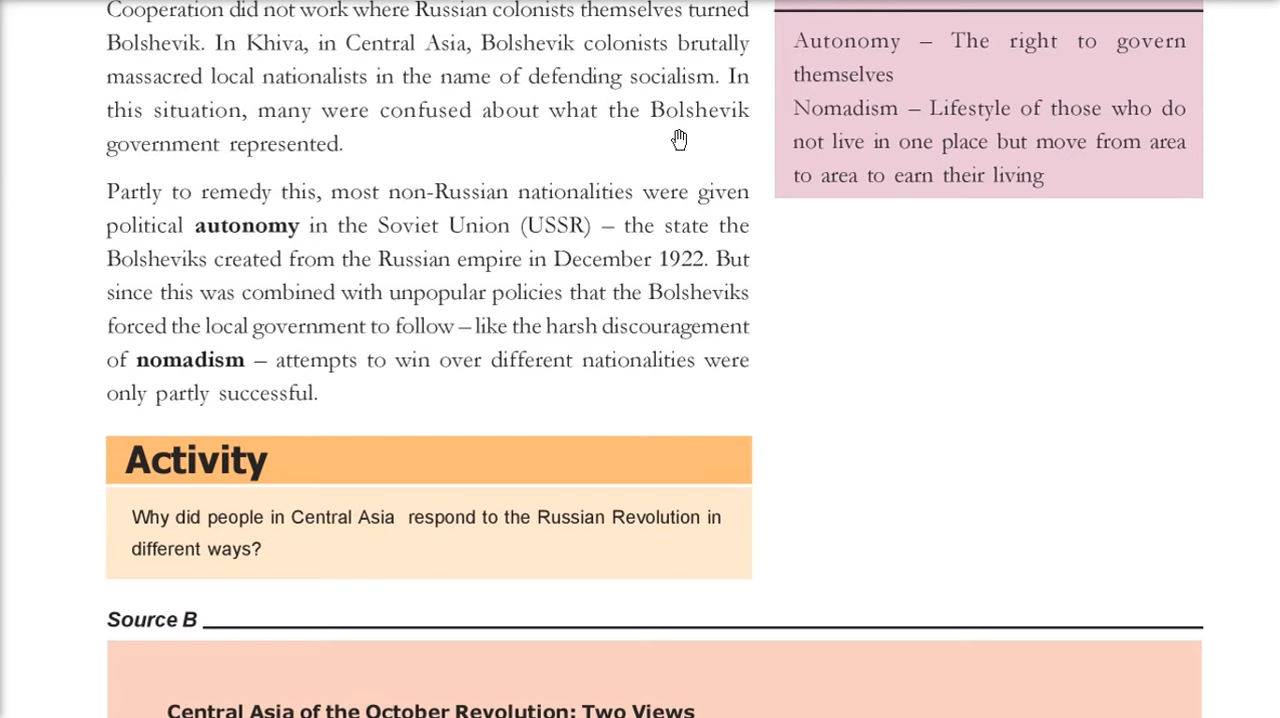 Cooperation did not work where Russian colonists themselves turned
Bolshevik. In Khiva, in Central Asia, Bolshevik colonists brutally
massacred local nationalists in the name of defending socialism. In
this situation, many were confused about what the Bolshevik
government represented.
Partly to remedy this, most non-Russian nationalities were given
political autonomy in the Soviet Union (USSR) – the state the
Bolsheviks created from the Russian empire in December 1922. But
since this was combined with unpopular policies that the Bolsheviks
forced the local government to follow – like the harsh discouragement
of nomadism – attempts to win over different nationalities were
only partly successful.
Autonomy – The right to govern
themselves
Nomadism – Lifestyle of those who do
not live in one place but move from area
to area to earn their living
Activity
Why did people in Central Asia respond to the Russian Revolution in
different ways?
Source B
Central Asia of the October Revolution: Two Views